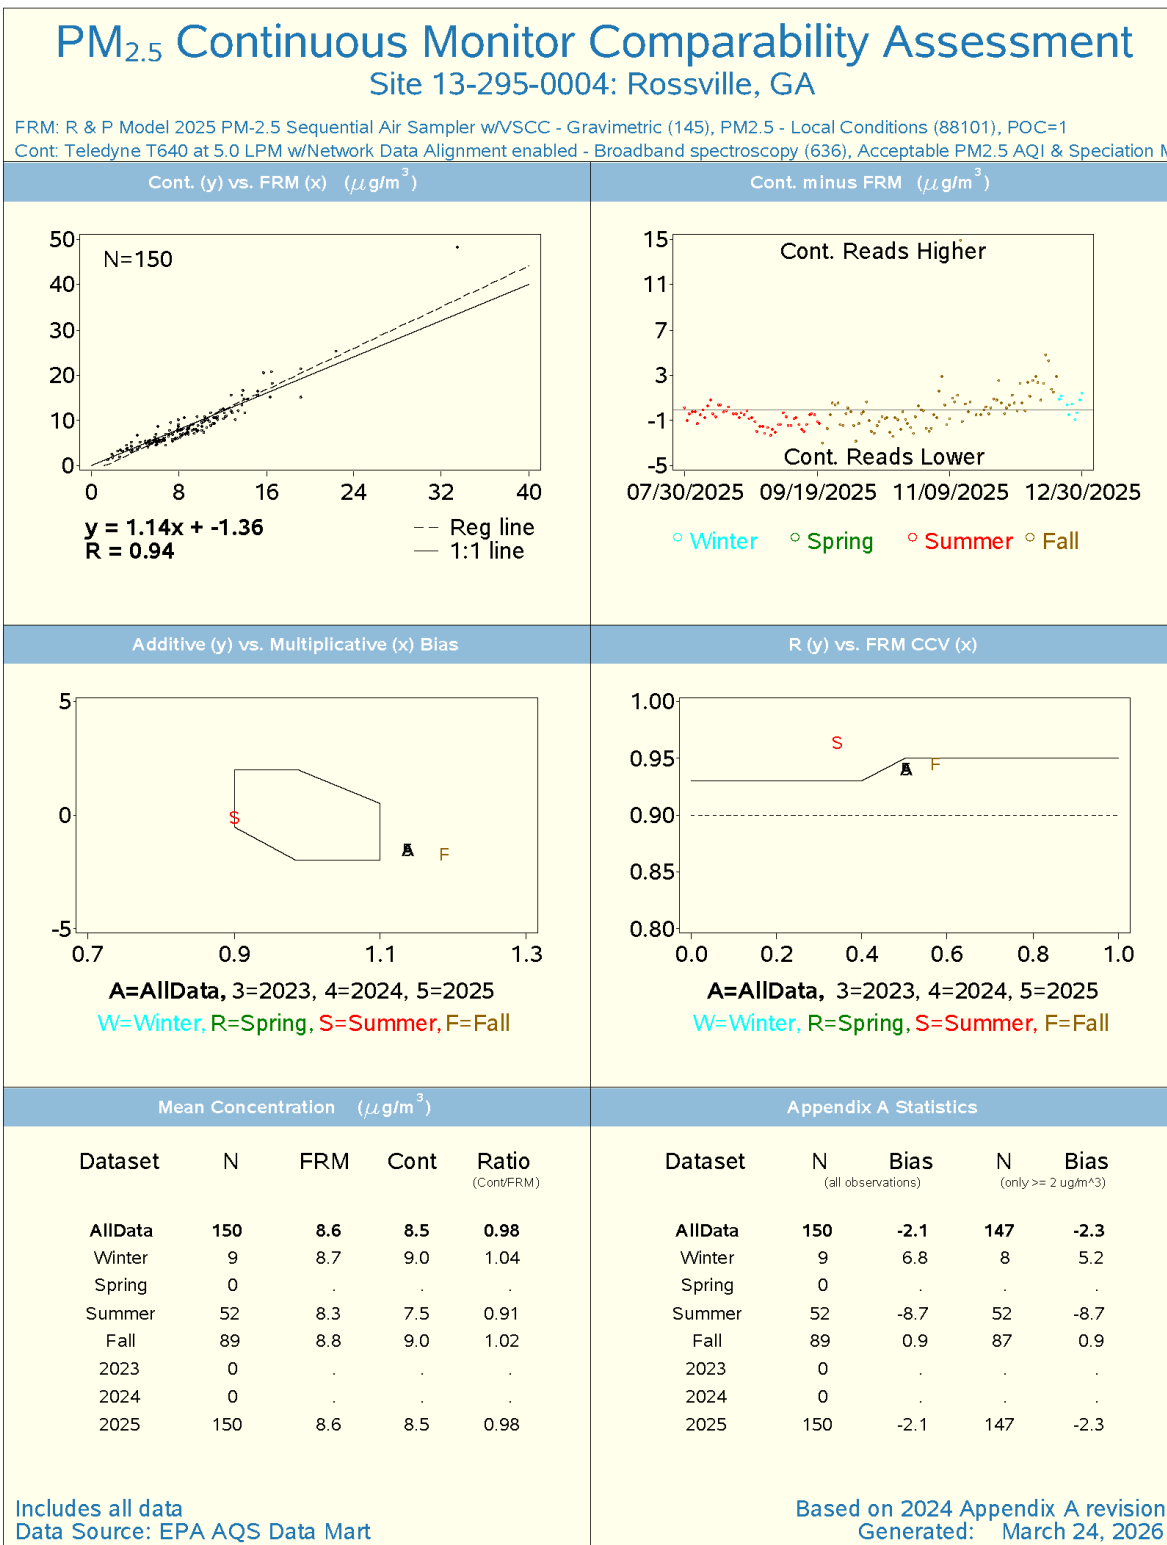 PM2.5 Continuous Monitor Comparability Assessment
Site 13-295-0004: Rossville, GA
FRM: R & P Model 2025 PM-2.5 Sequential Air Sampler w/VSCC - Gravimetric (145), PM2.5 - Local Conditions (88101), POC=1
Cont: Teledyne T640 at 5.0 LPM w/Network Data Alignment enabled - Broadband spectroscopy (636), Acceptable PM2.5 AQI & Speciation M
Cont. (y) vs. FRM (x) (μg/m3)
50
40
30
20
10
0
N=150
0 8 16 24 32 40
y = 1.14x + -1.36
R = 0.94
Reg line
1:1 line
Cont. minus FRM (μg/m3)
15
11
7
3
-1
-5
Cont. Reads Higher
Cont. Reads Lower
07/30/2025 09/19/2025 11/09/2025 12/30/2025
Winter Spring Summer Fall
Additive (y) vs. Multiplicative (x) Bias
5
0
-5
S
F
0.7 0.9 1.1 1.3
A=AllData, 3=2023, 4=2024, 5=2025
W=Winter, R=Spring, S=Summer, F=Fall
R (y) vs. FRM CCV (x)
1.00
0.95
0.90
0.85
0.80
S
F
0.0 0.2 0.4 0.6 0.8 1.0
A=AllData, 3=2023, 4=2024, 5=2025
W=Winter, R=Spring, S=Summer, F=Fall
Mean Concentration (μg/m3)
Dataset N FRM Cont Ratio
(Cont/FRM)
AllData 150 8.6 8.5 0.98
Winter 9 8.7 9.0 1.04
Spring 0 . . .
Summer 52 8.3 7.5 0.91
Fall 89 8.8 9.0 1.02
2023 0 . . .
2024 0 . . .
2025 150 8.6 8.5 0.98
Appendix A Statistics
Dataset N Bias N Bias
(all observations) (only >= 2 ug/m^3)
AllData 150 -2.1 147 -2.3
Winter 9 6.8 8 5.2
Spring 0 . . .
Summer 52 -8.7 52 -8.7
Fall 89 0.9 87 0.9
2023 0 . . .
2024 0 . . .
2025 150 -2.1 147 -2.3
Includes all data
Data Source: EPA AQS Data Mart
Based on 2024 Appendix A revision
Generated: March 24, 2026